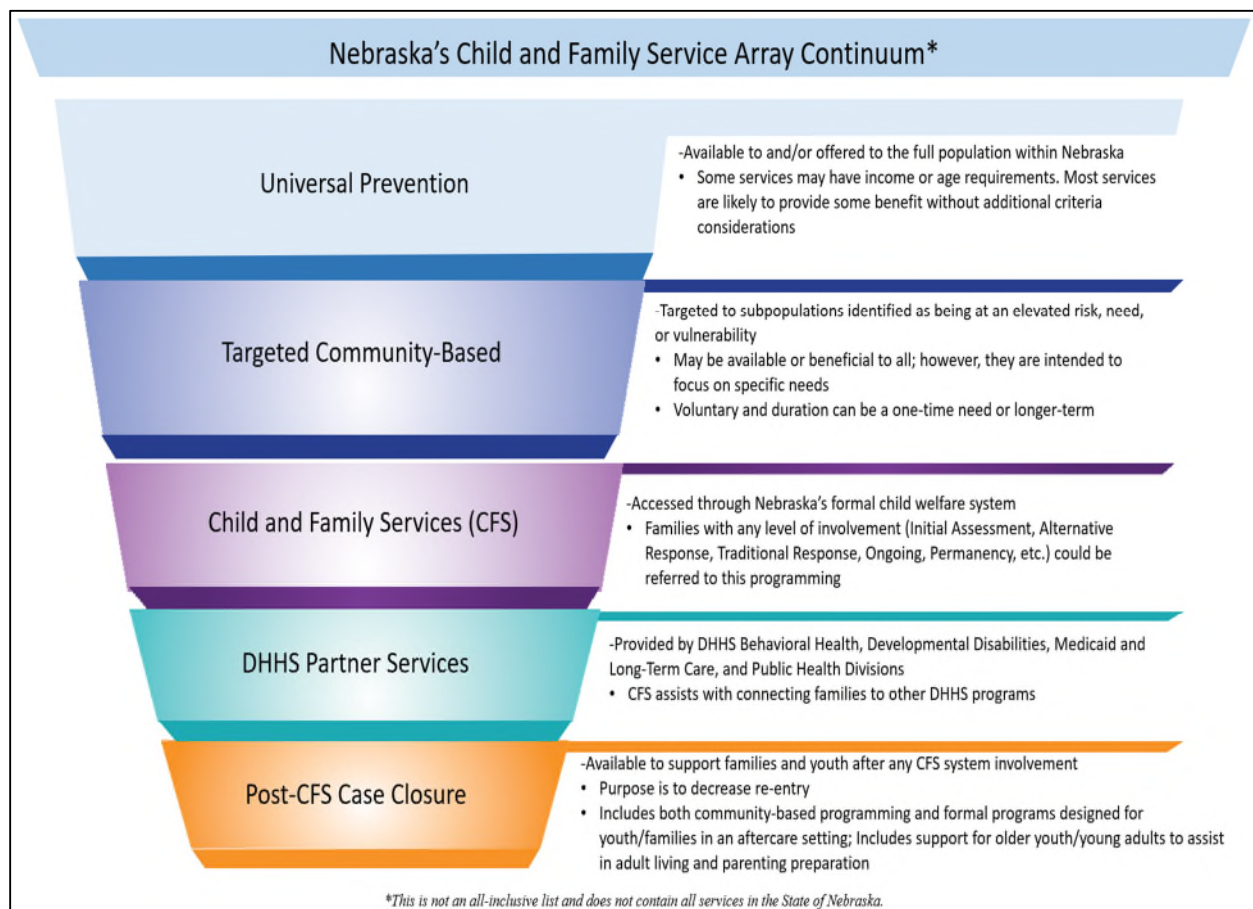 Nebraska's Child and Family Service Array Continuum*
Universal Prevention
-Available to and/or offered to the full population within Nebraska
• Some services may have income or age requirements. Most services
are likely to provide some benefit without additional criteria
considerations
Targeted Community-Based
-Targeted to subpopulations identified as being at an elevated risk, need,
or vulnerability
• May be available or beneficial to all; however, they are intended to
focus on specific needs
• Voluntary and duration can be a one-time need or longer-term
Child and Family Services (CFS)
-Accessed through Nebraska's formal child welfare system
• Families with any level of involvement (Initial Assessment, Alternative
Response, Traditional Response, Ongoing, Permanency, etc.) could be
referred to this programming
DHHS Partner Services
-Provided by DHHS Behavioral Health, Developmental Disabilities, Medicaid and
Long-Term Care, and Public Health Divisions
• CFS assists with connecting families to other DHHS programs
Post-CFS Case Closure
-Available to support families and youth after any CFS system involvement
• Purpose is to decrease re-entry
• Includes both community-based programming and formal programs designed for
youth/families in an aftercare setting; Includes support for older youth/young adults to assist
in adult living and parenting preparation
*This is not an all-inclusive list and does not contain all services in the State of Nebraska.